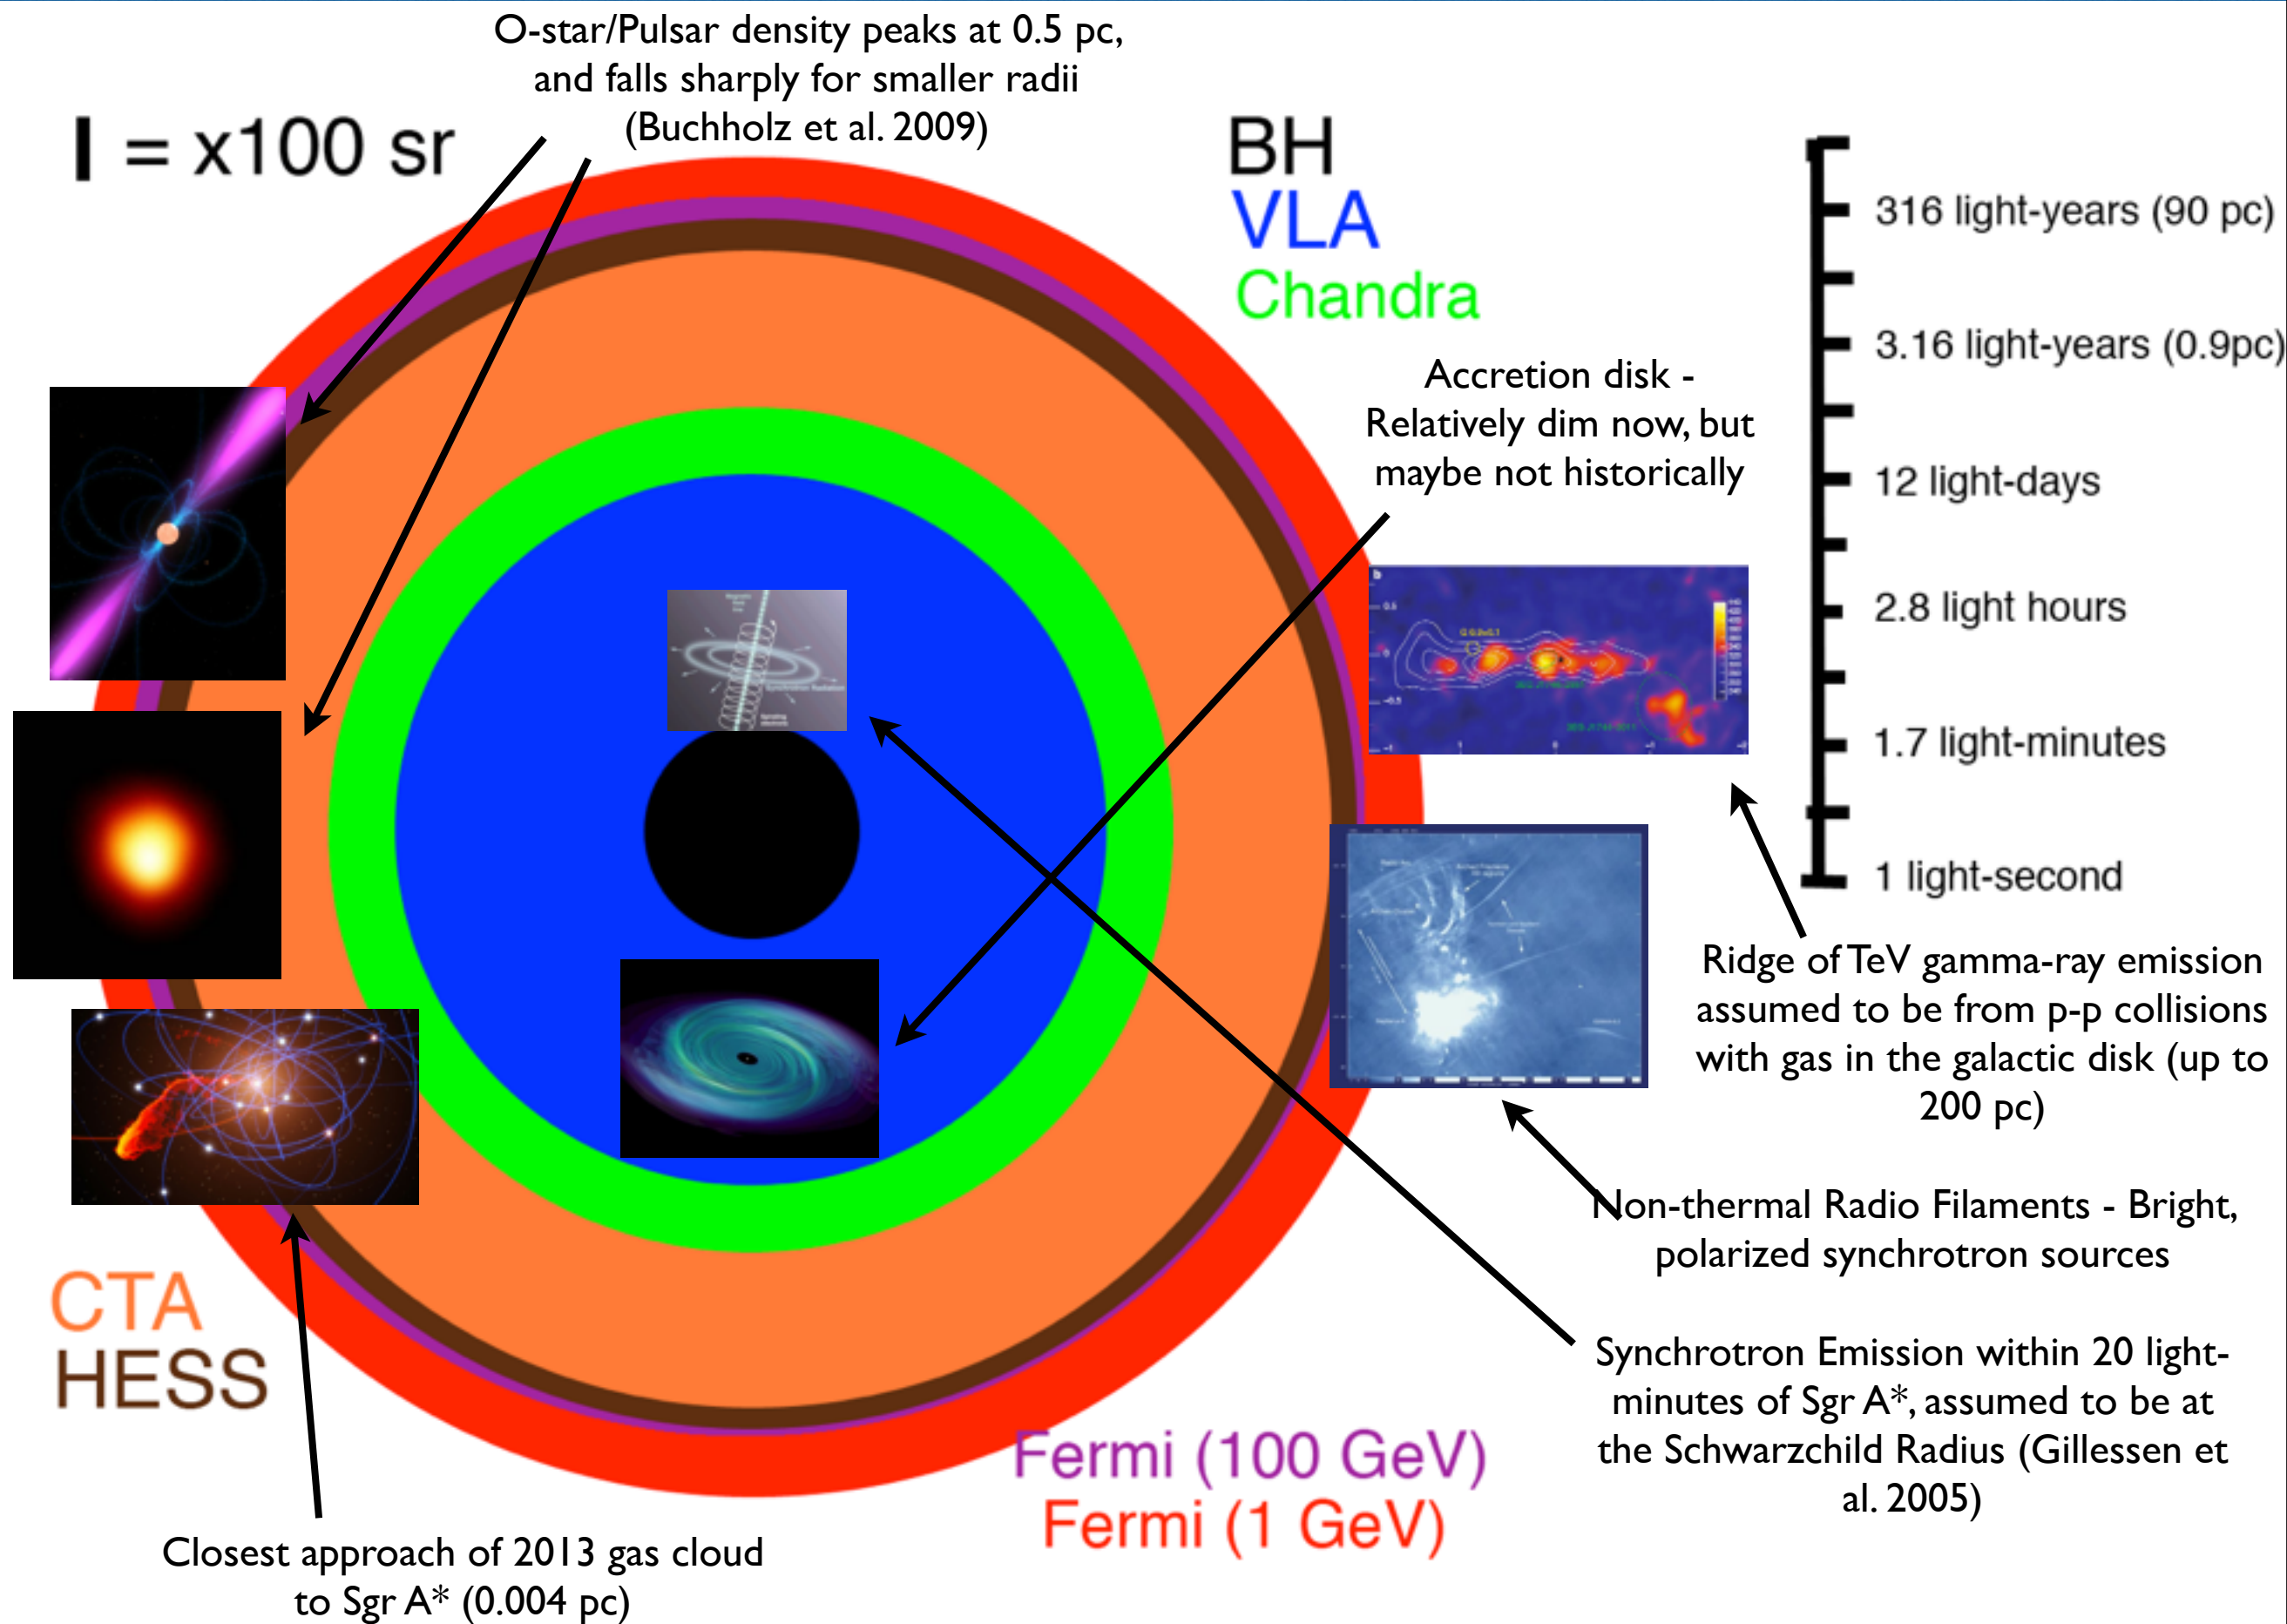 O-star/Pulsar density peaks at 0.5 pc,
and falls sharply for smaller radii
(Buchholz et al. 2009)
I = x100 sr
BH
VLA
Chandra
316 light-years (90 pc)
3.16 light-years (0.9pc)
12 light-days
2.8 light hours
1.7 light-minutes
1 light-second
Accretion disk -
Relatively dim now, but
maybe not historically
Ridge of TeV gamma-ray emission
assumed to be from p-p collisions
with gas in the galactic disk (up to
200 pc)
Non-thermal Radio Filaments - Bright,
polarized synchrotron sources
Synchrotron Emission within 20 light-
minutes of Sgr A*, assumed to be at
the Schwarzchild Radius (Gillessen et
al. 2005)
CTA
HESS
Fermi (100 GeV)
Fermi (1 GeV)
Closest approach of 2013 gas cloud
to Sgr A* (0.004 pc)